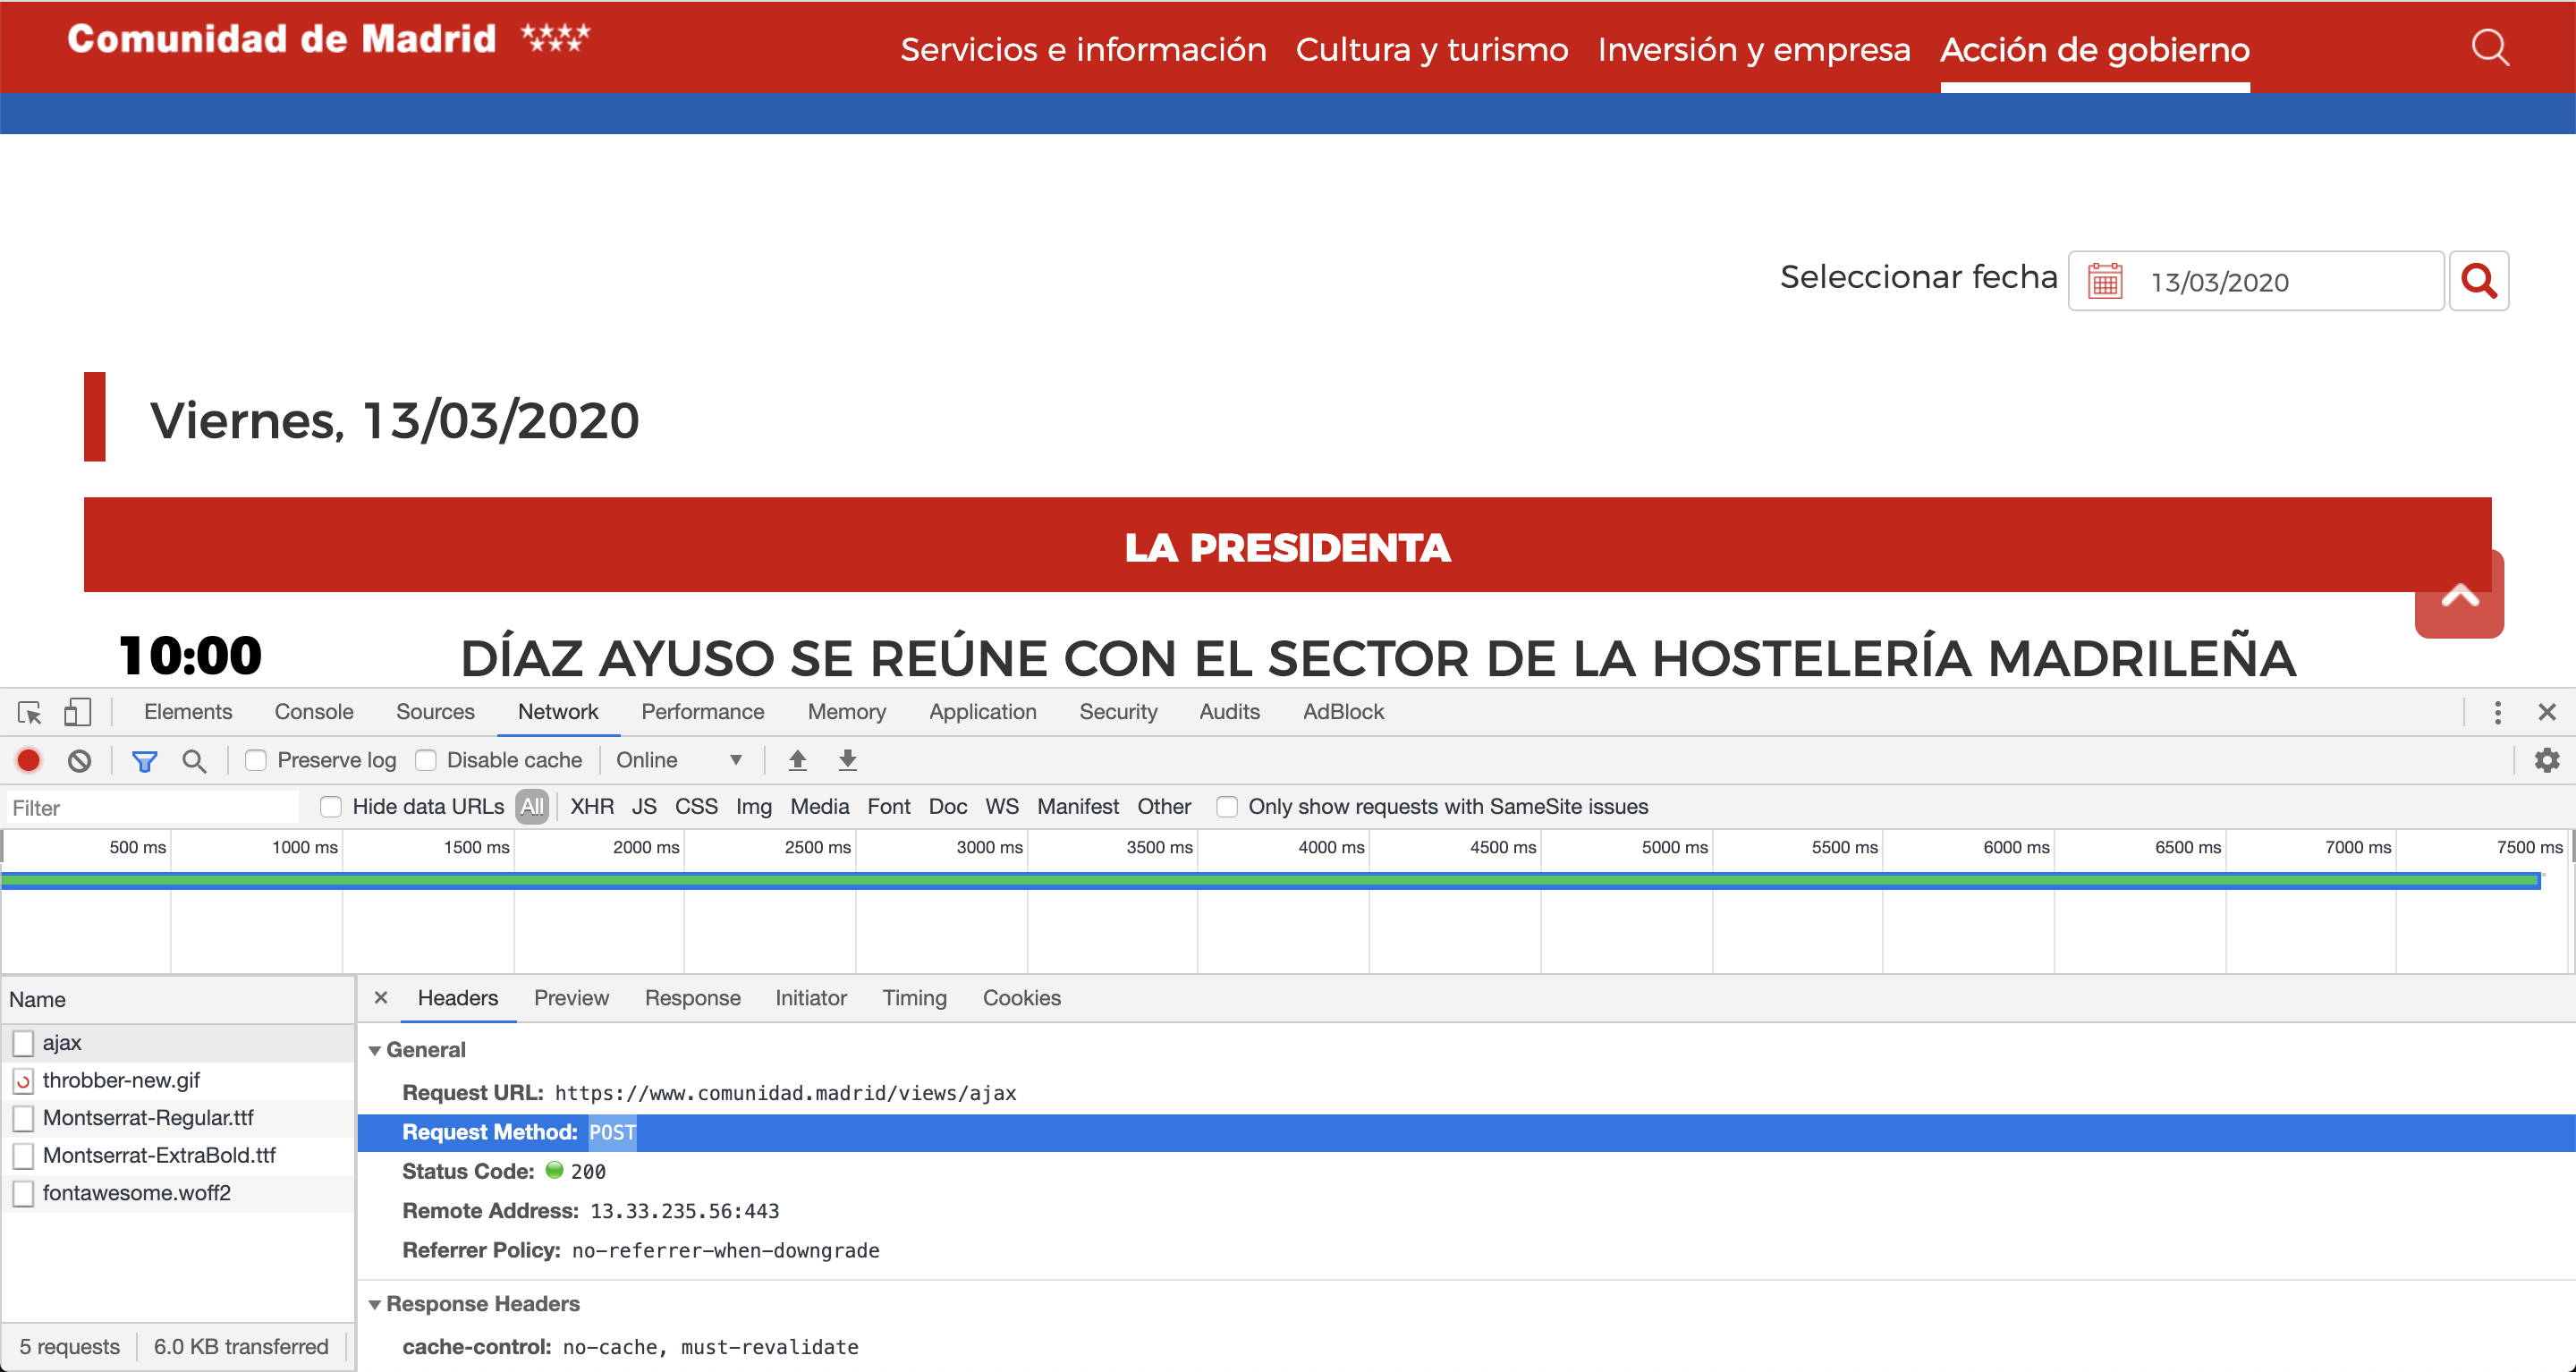 Comunidad de Madrid
Servicios e información Cultura y turismo Inversión y empresa Acción de gobierno
Seleccionar fecha 13/03/2020
Viernes, 13/03/2020
LA PRESIDENTA
10:00 DÍAZ AYUSO SE REÚNE CON EL SECTOR DE LA HOSTELERÍA MADRILEÑA
Elements Console Sources Network Performance Memory Application Security Audits AdBlock
Preserve log Disable cache Online
Filter Hide data URLs All XHR JS CSS Img Media Font Doc WS Manifest Other Only show requests with SameSite issues
500 ms 1000 ms 1500 ms 2000 ms 2500 ms 3000 ms 3500 ms 4000 ms 4500 ms 5000 ms 5500 ms 6000 ms 6500 ms 7000 ms 7500 ms
Name
ajax
throbber-new.gif
Montserrat-Regular.ttf
Montserrat-ExtraBold.ttf
fontawesome.woff2
5 requests 6.0 KB transferred
Headers Preview Response Initiator Timing Cookies
General
Request URL: https://www.comunidad.madrid/views/ajax
Request Method: POST
Status Code: 200
Remote Address: 13.33.235.56:443
Referrer Policy: no-referrer-when-downgrade
Response Headers
cache-control: no-cache, must-revalidate